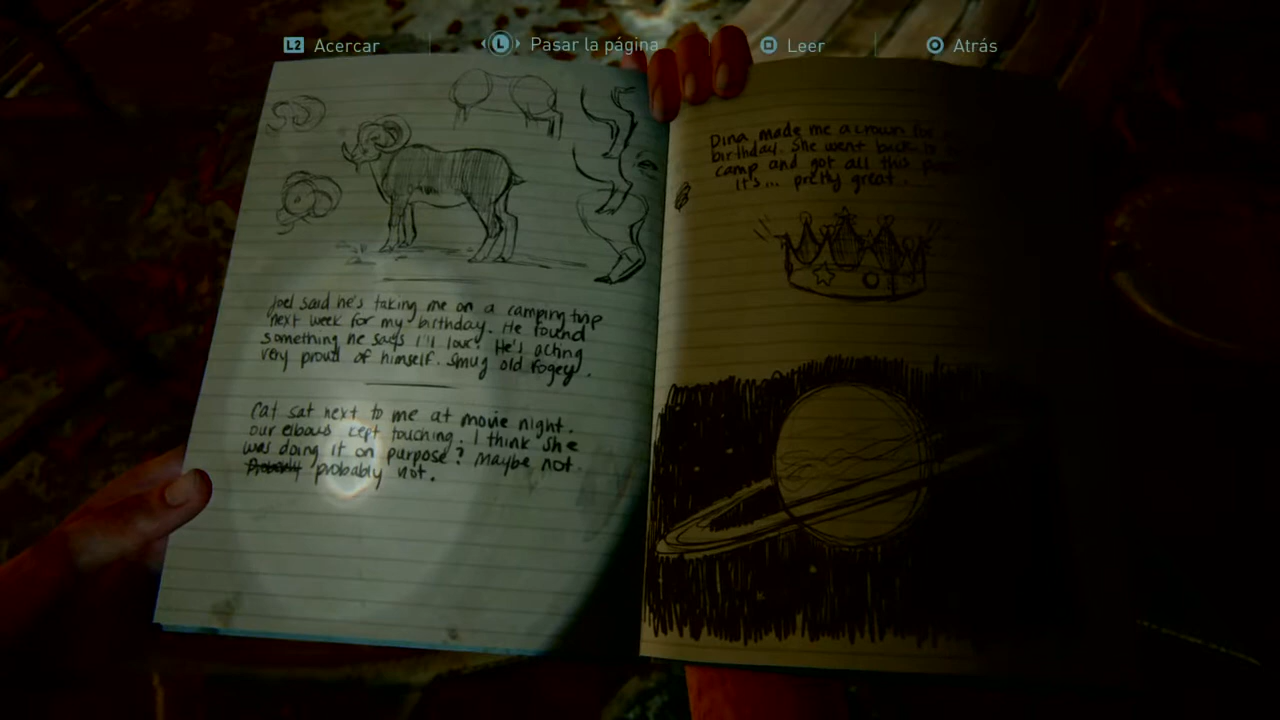 L2 Acercar
L Pasar la página
Leer
Atrás
Joel said he's taking me on a camping trip
next week for my birthday. He found
something he says I'll love. He's acting
very proud of himself. Smug old fogey.
Cat sat next to me at movie night.
our elbows kept touching. I think she
was doing it on purpose? Maybe not.
probably not.
Dina made me a crown for
birthday. She went back to
camp and got all this
it's... pretty great.